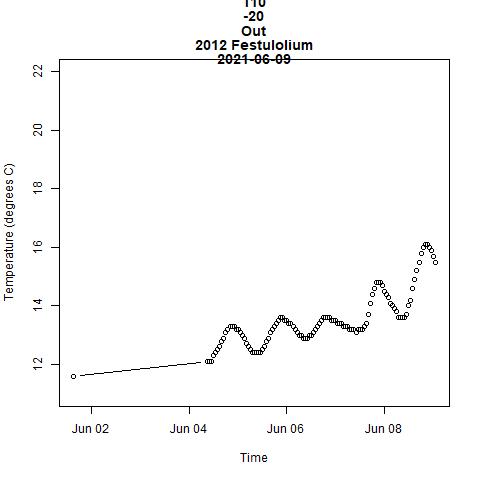 T10
-20
Out
2012 Festulolium
2021-06-09
22
20
18
16
14
12
Temperature (degrees C)
Jun 02 Jun 04 Jun 06 Jun 08
Time